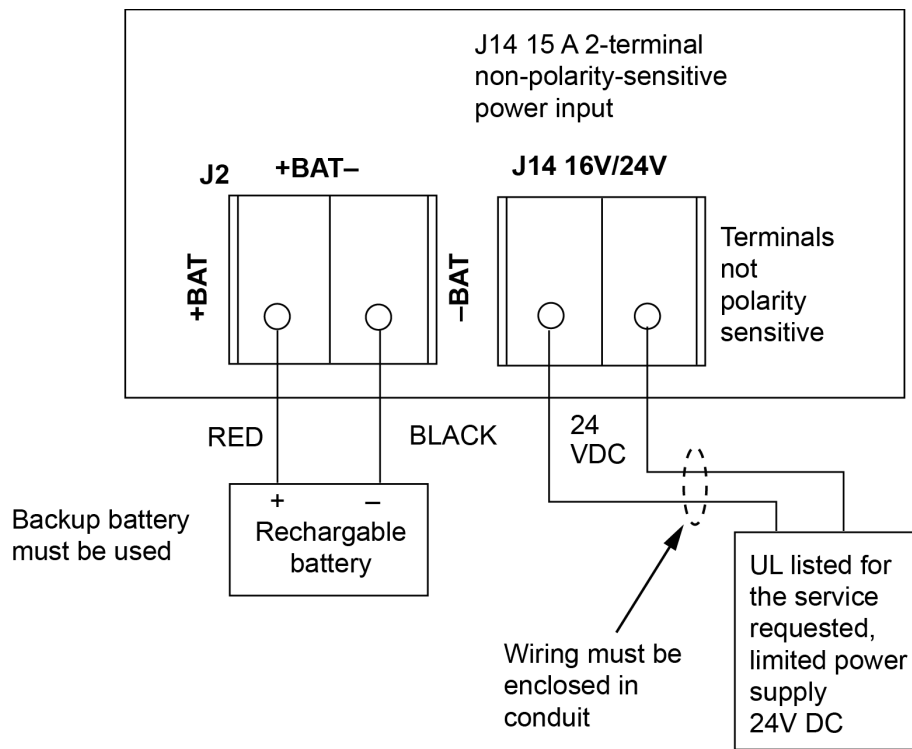 J14 15 A 2-terminal
non-polarity-sensitive
power input
J2
+BAT–
J14 16V/24V
+BAT
–BAT
Terminals
not
polarity
sensitive
RED
BLACK
24
VDC
+
–
Rechargable
battery
Backup battery
must be used
Wiring must be
enclosed in
conduit
UL listed for
the service
requested,
limited power
supply
24V DC